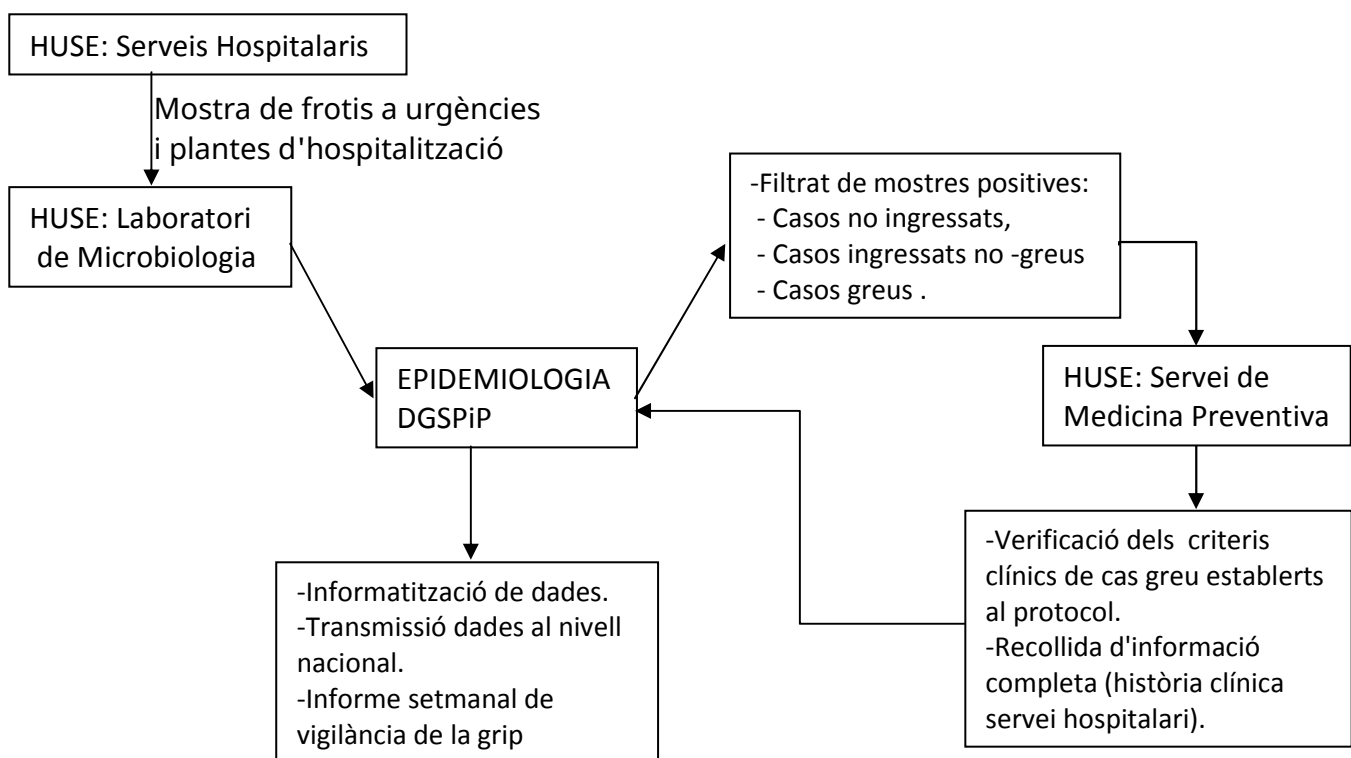 HUSE: Serveis Hospitalaris
Mostra de frotis a urgències
i plantes d'hospitalització
HUSE: Laboratori
de Microbiologia
-Filtrat de mostres positives:
- Casos no ingressats,
- Casos ingressats no -greus
- Casos greus .
EPIDEMIOLOGIA
DGSPiP
HUSE: Servei de
Medicina Preventiva
-Verificació dels criteris
clínics de cas greu establerts
al protocol.
-Recollida d'informació
completa (història clínica
servei hospitalari).
-Informatització de dades.
-Transmissió dades al nivell
nacional.
-Informe setmanal de
vigilància de la grip